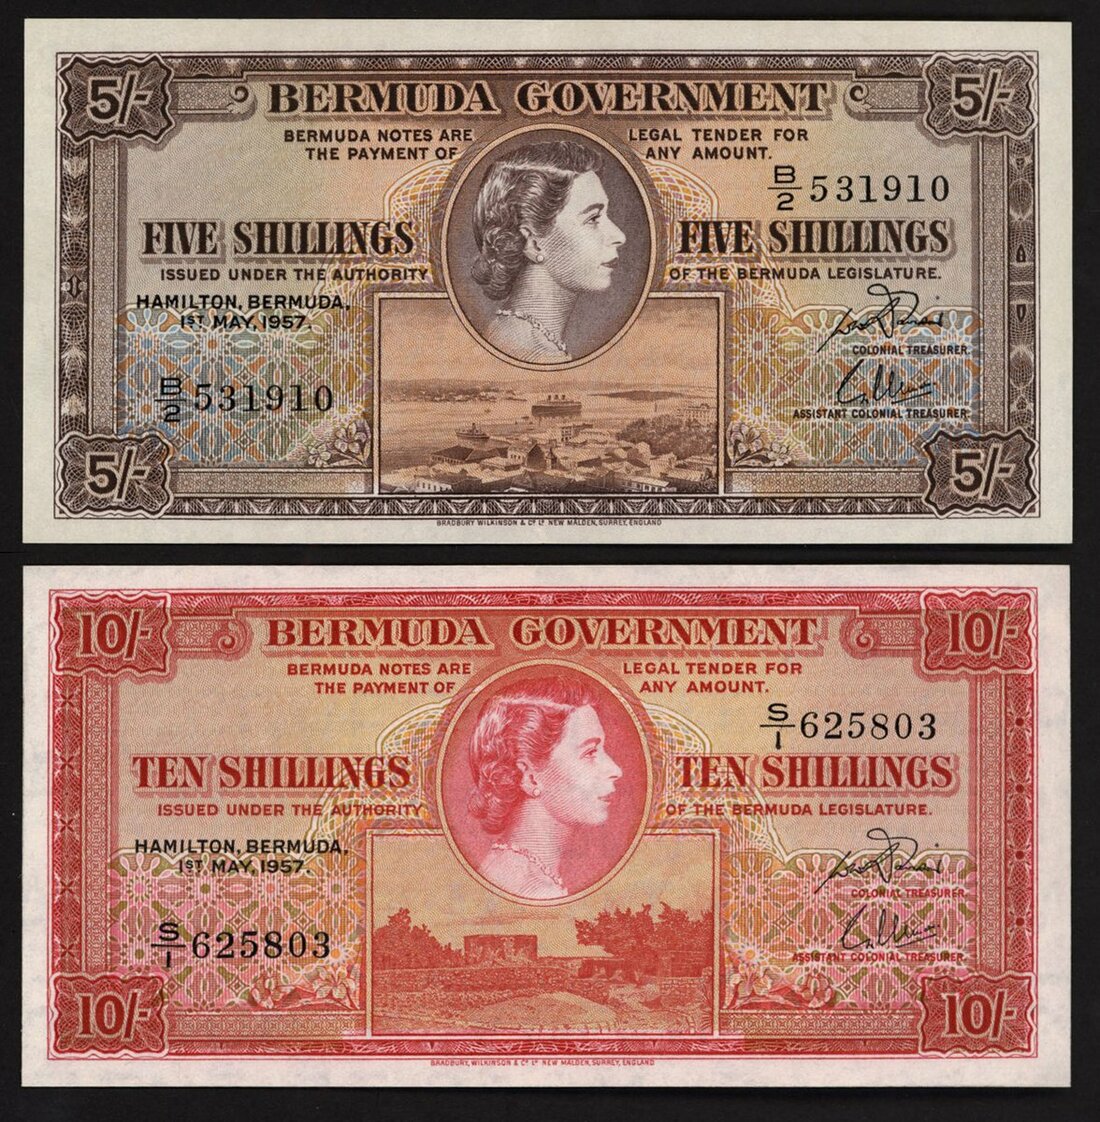 5/- 5/-
BERMUDA GOVERNMENT
BERMUDA NOTES ARE LEGAL TENDER FOR
THE PAYMENT OF ANY AMOUNT.
B/2 531910
FIVE SHILLINGS FIVE SHILLINGS
ISSUED UNDER THE AUTHORITY OF THE BERMUDA LEGISLATURE.
HAMILTON, BERMUDA,
1ST MAY, 1957.
COLONIAL TREASURER.
B/2 531910
ASSISTANT COLONIAL TREASURER.
5/- 5/-
BRADBURY WILKINSON & Cº Lᵈ NEW MALDEN, SURREY, ENGLAND
10/- 10/-
BERMUDA GOVERNMENT
BERMUDA NOTES ARE LEGAL TENDER FOR
THE PAYMENT OF ANY AMOUNT.
S/1 625803
TEN SHILLINGS TEN SHILLINGS
ISSUED UNDER THE AUTHORITY OF THE BERMUDA LEGISLATURE.
HAMILTON, BERMUDA,
1ST MAY, 1957.
COLONIAL TREASURER.
S/1 625803
ASSISTANT COLONIAL TREASURER.
10/- 10/-
BRADBURY, WILKINSON & Cº Lᵈ NEW MALDEN, SURREY, ENGLAND